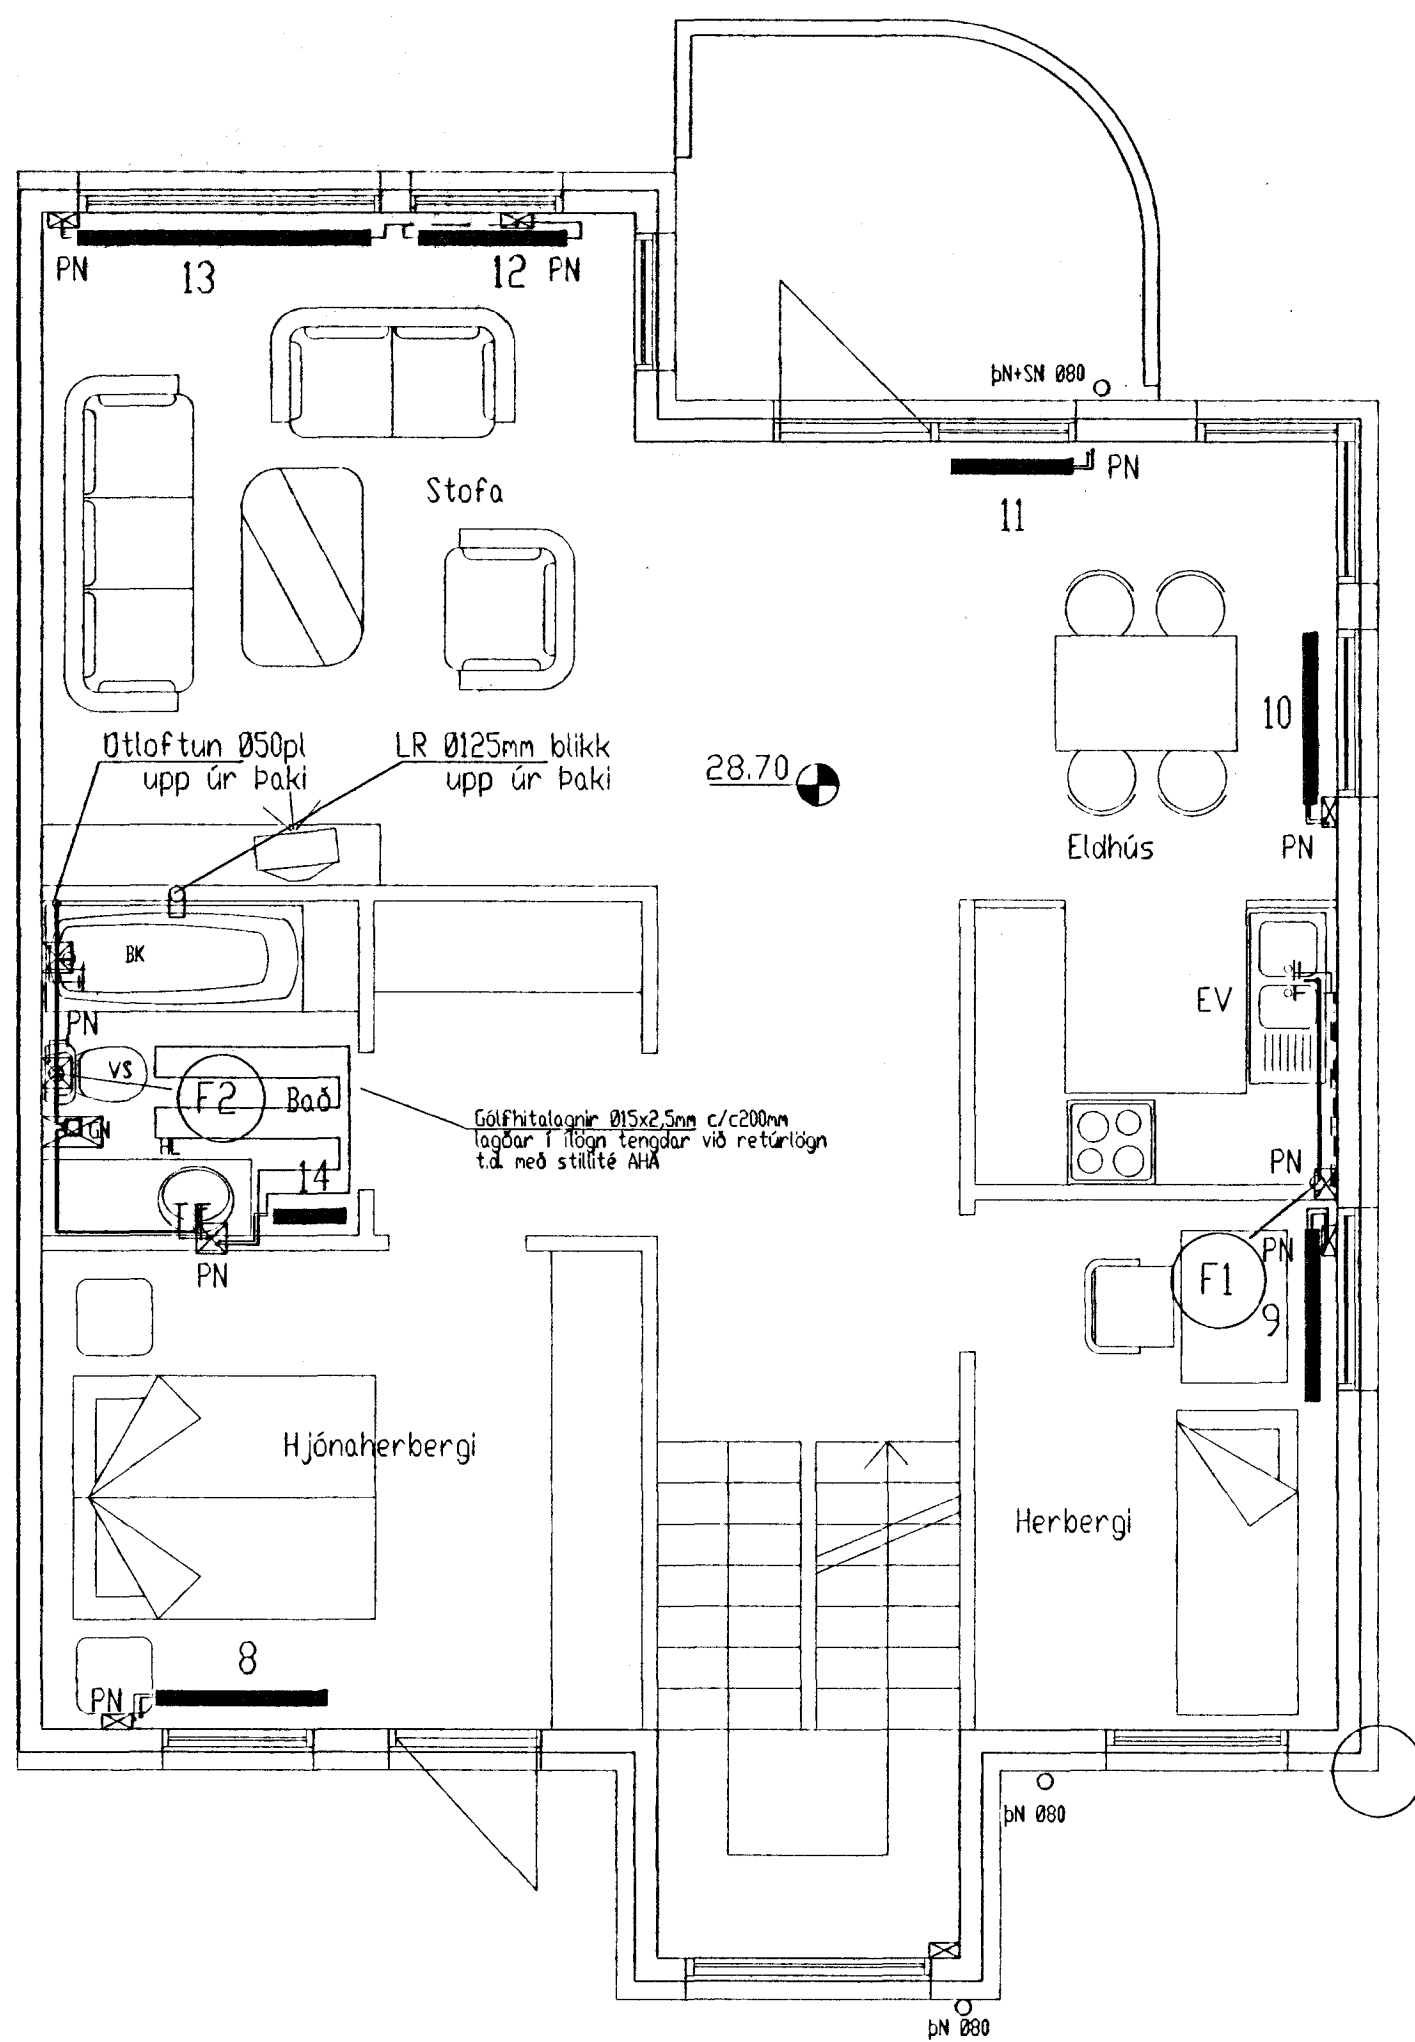 PN
13
12
PN
þN+SN Ø80
PN
11
Stofa
10
Útloftun Ø50pl
upp úr þaki
LR Ø125mm blikk
upp úr þaki
28.70
Eldhús
PN
BK
EV
PN
VS
F2
Bað
GN
HL
14
Gólfhitalagnir Ø15x2,5mm c/c200mm
lagðar í ílögn tengdar við retúrlögn
t.d. með stillité AHA
PN
PN
PN
F1
9
Hjónaherbergi
Herbergi
8
PN
þN Ø80
þN Ø80